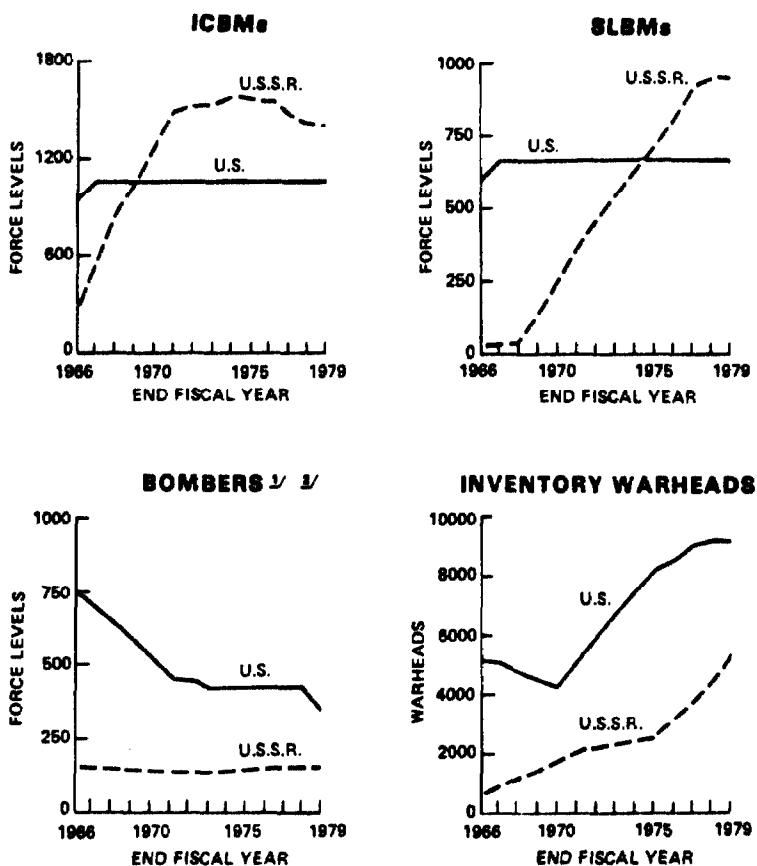 ICBMs
1800
1200
600
0
FORCE LEVELS
U.S.S.R.
U.S.
1966 1970 1975 1979
END FISCAL YEAR
SLBMs
1000
750
500
250
0
FORCE LEVELS
U.S.S.R.
U.S.
1966 1970 1975 1979
END FISCAL YEAR
BOMBERS 1/ 2/
1000
750
500
250
0
FORCE LEVELS
U.S.
U.S.S.R.
1966 1970 1975 1979
END FISCAL YEAR
INVENTORY WARHEADS
10000
8000
6000
4000
2000
0
WARHEADS
U.S.
U.S.S.R.
1966 1970 1975 1979
END FISCAL YEAR